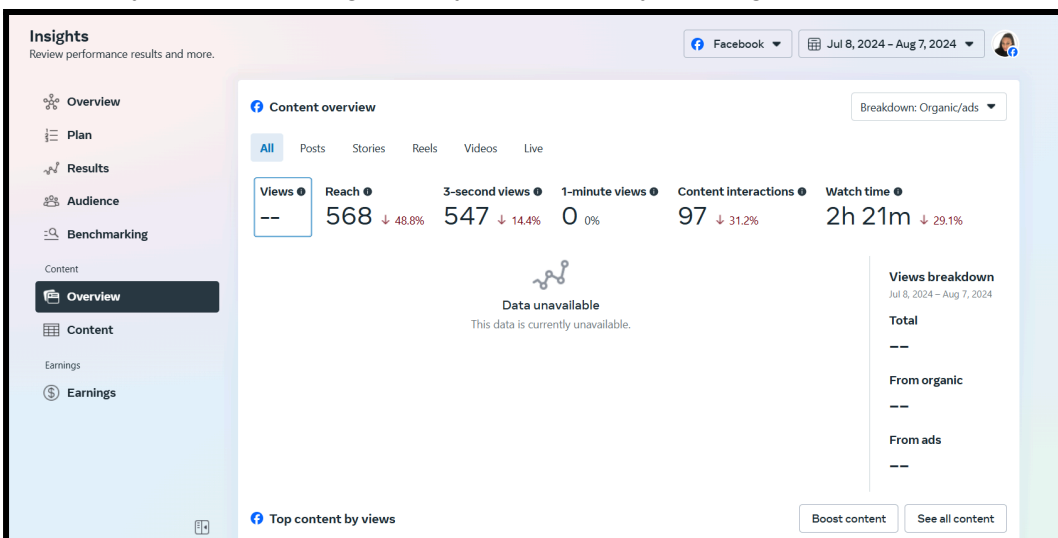 Insights
Review performance results and more.
Facebook
Jul 8, 2024 – Aug 7, 2024
Overview
Plan
Results
Audience
Benchmarking
Content
Overview
Content
Earnings
Earnings
Content overview
Breakdown: Organic/ads
All Posts Stories Reels Videos Live
Views Reach 3-second views 1-minute views Content interactions Watch time
-- 568 ↓ 48.8% 547 ↓ 14.4% 0 0% 97 ↓ 31.2% 2h 21m ↓ 29.1%
Data unavailable
This data is currently unavailable.
Views breakdown
Jul 8, 2024 – Aug 7, 2024
Total
--
From organic
--
From ads
--
Top content by views
Boost content
See all content